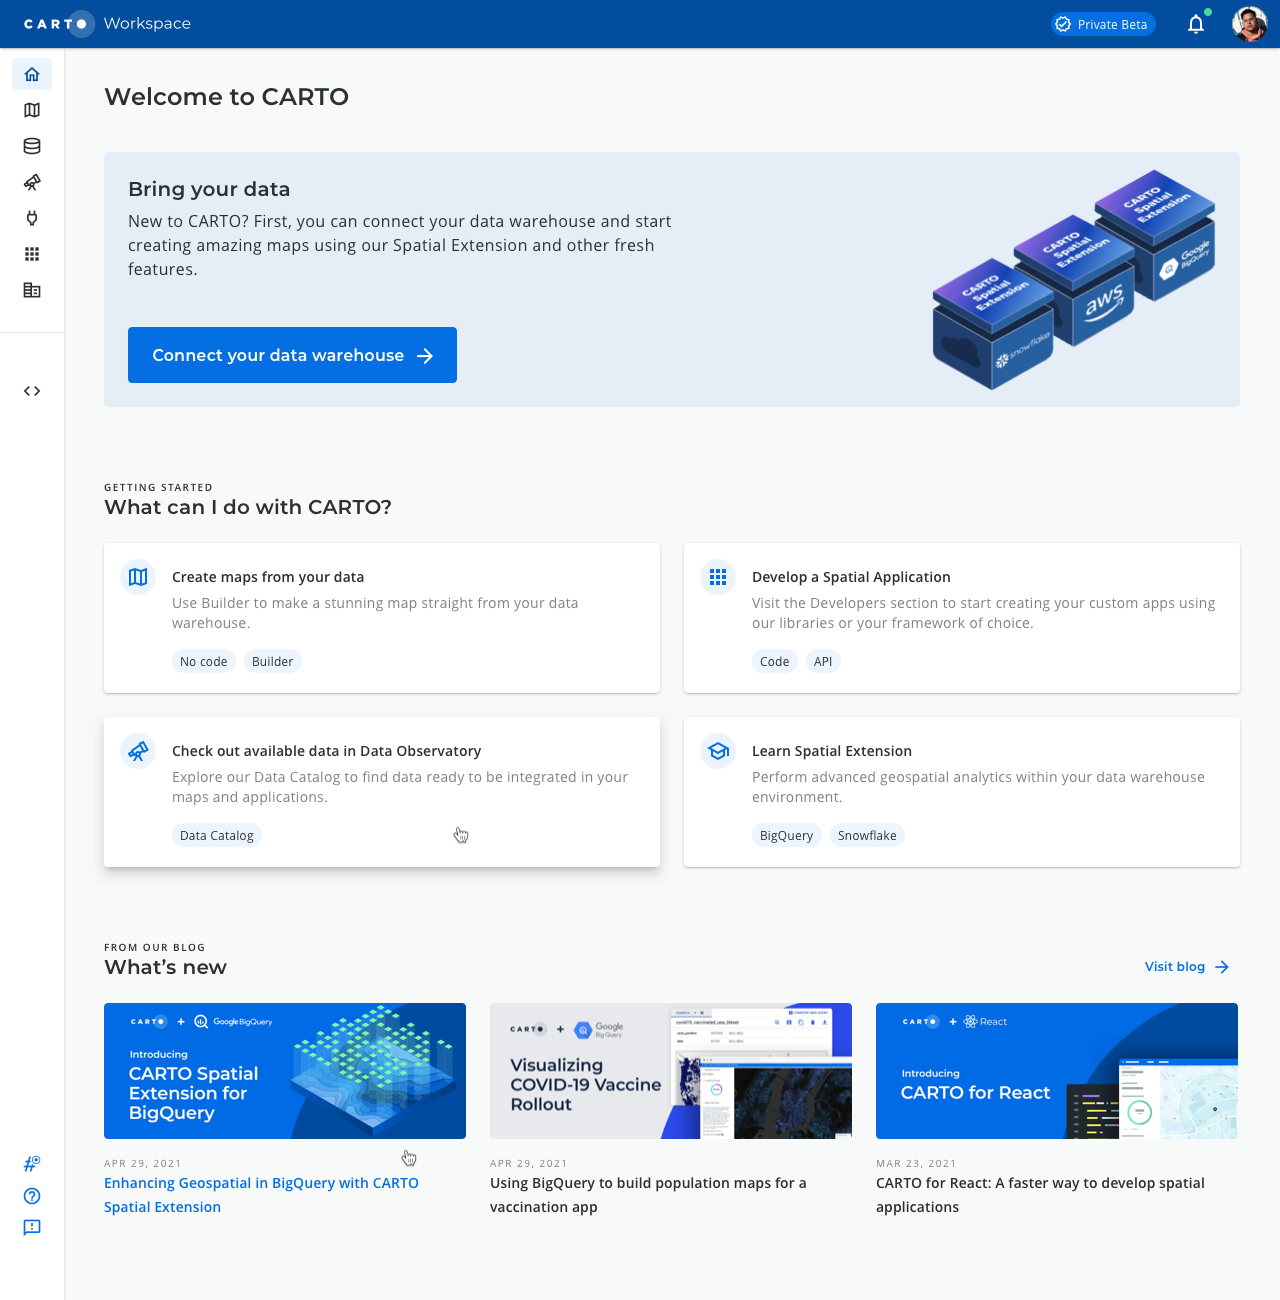 CARTO Workspace
Private Beta
Welcome to CARTO
Bring your data
New to CARTO? First, you can connect your data warehouse and start
creating amazing maps using our Spatial Extension and other fresh
features.
Connect your data warehouse
CARTO
Spatial
Extension
Google
BigQuery
CARTO
Spatial
Extension
aws
CARTO
Spatial
Extension
snowflake
GETTING STARTED
What can I do with CARTO?
Create maps from your data
Use Builder to make a stunning map straight from your data
warehouse.
No code Builder
Develop a Spatial Application
Visit the Developers section to start creating your custom apps using
our libraries or your framework of choice.
Code API
Check out available data in Data Observatory
Explore our Data Catalog to find data ready to be integrated in your
maps and applications.
Data Catalog
Learn Spatial Extension
Perform advanced geospatial analytics within your data warehouse
environment.
BigQuery Snowflake
FROM OUR BLOG
What's new
Visit blog
CARTO + Google BigQuery
Introducing
CARTO Spatial
Extension for
BigQuery
APR 29, 2021
Enhancing Geospatial in BigQuery with CARTO
Spatial Extension
CARTO + Google
Big Query
Visualizing
COVID-19 Vaccine
Rollout
APR 29, 2021
Using BigQuery to build population maps for a
vaccination app
CARTO + React
Introducing
CARTO for React
MAR 23, 2021
CARTO for React: A faster way to develop spatial
applications